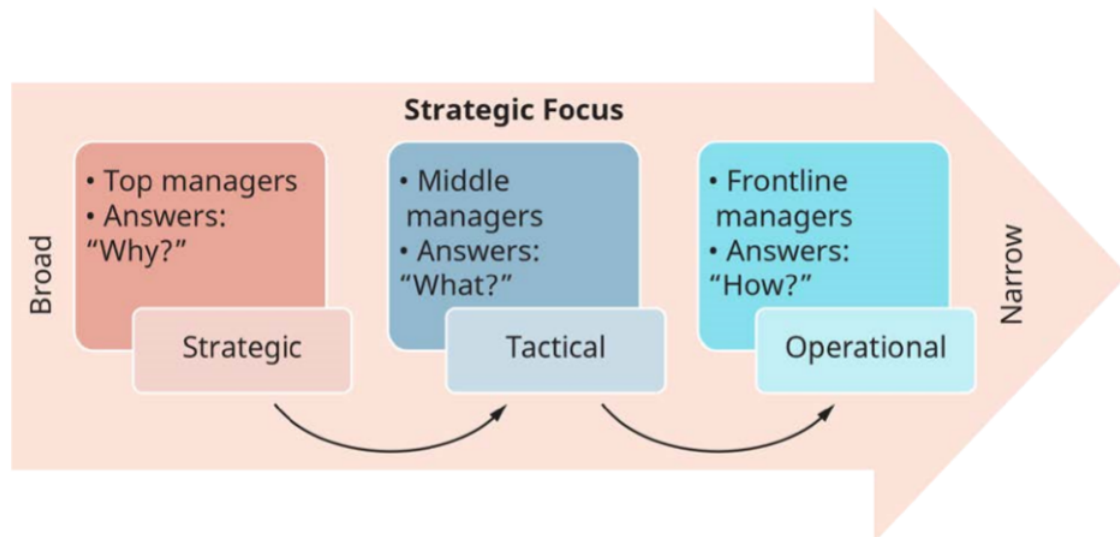 Strategic Focus
Broad
• Top managers
• Answers:
“Why?”
Strategic
• Middle
managers
• Answers:
“What?”
Tactical
• Frontline
managers
• Answers:
“How?”
Operational
Narrow